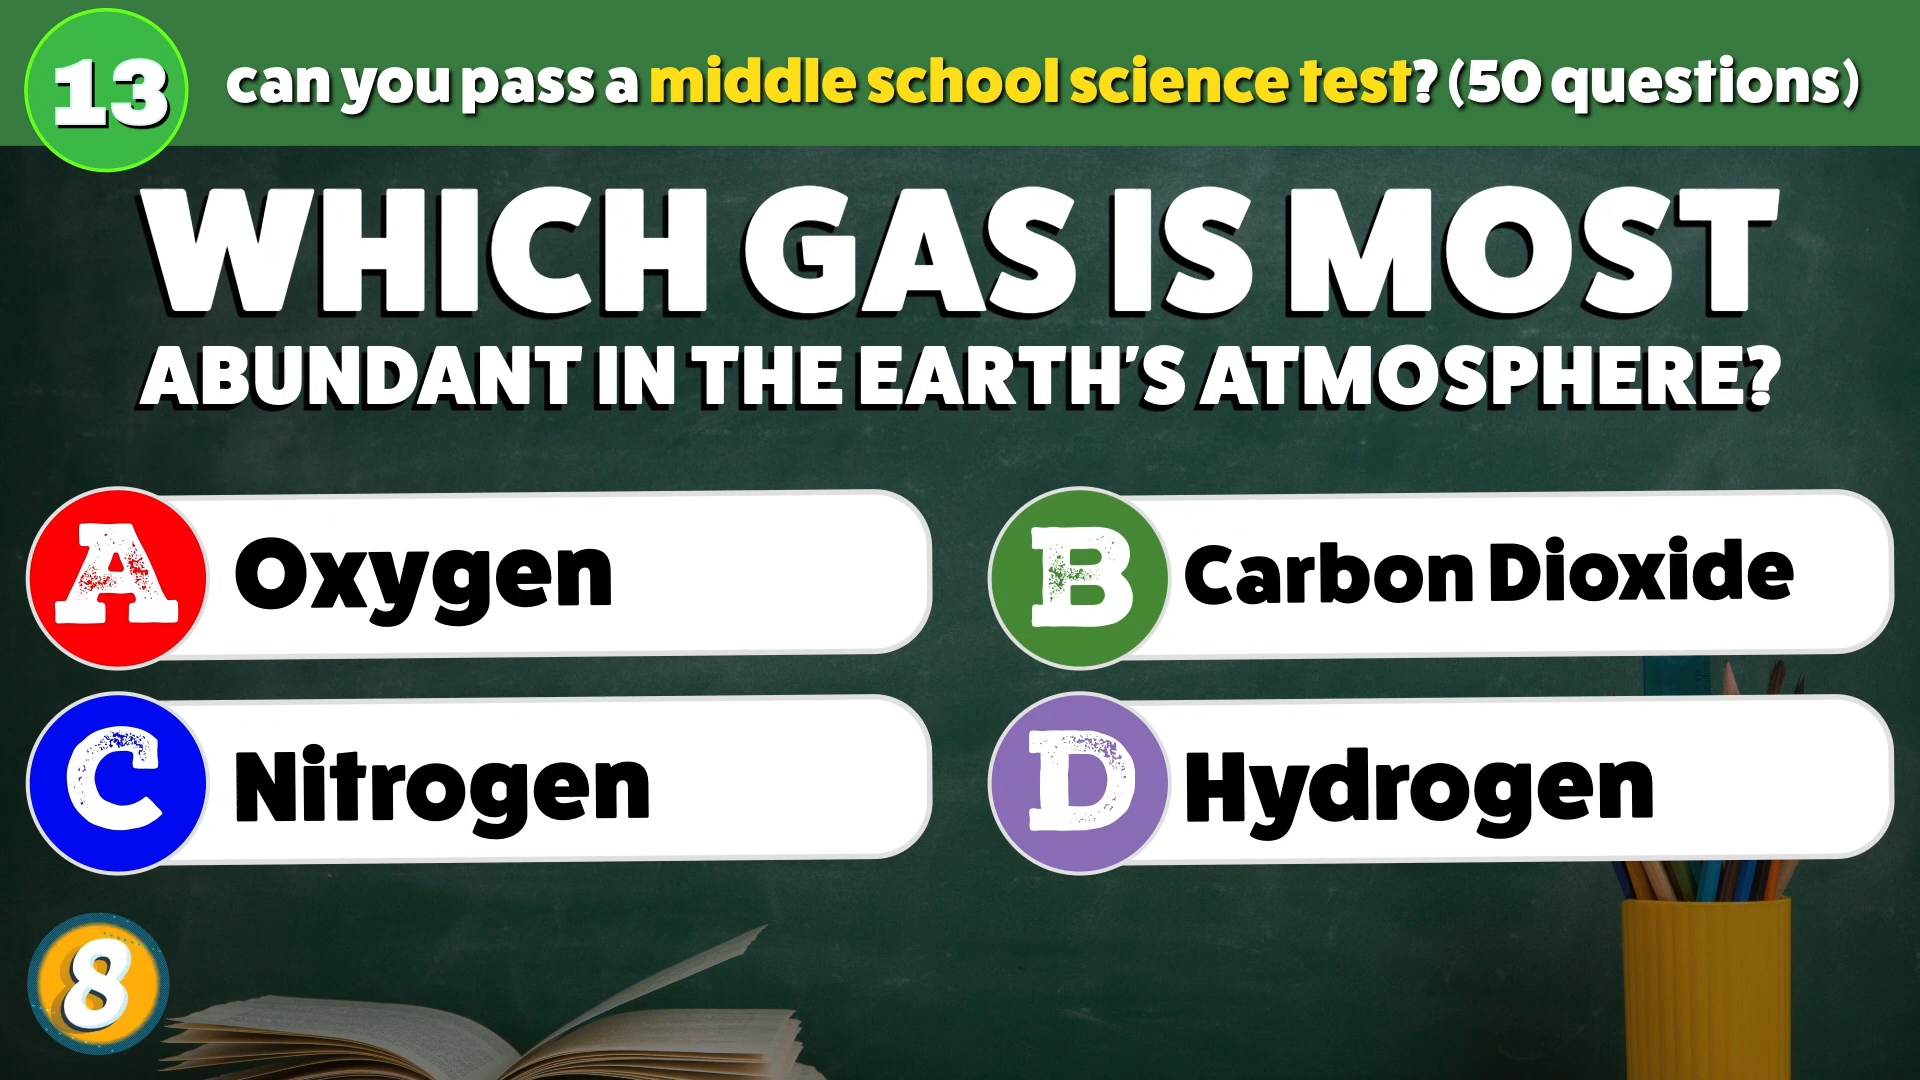 13
can you pass a middle school science test? (50 questions)
WHICH GAS IS MOST
ABUNDANT IN THE EARTH'S ATMOSPHERE?
A Oxygen
B Carbon Dioxide
C Nitrogen
D Hydrogen
8